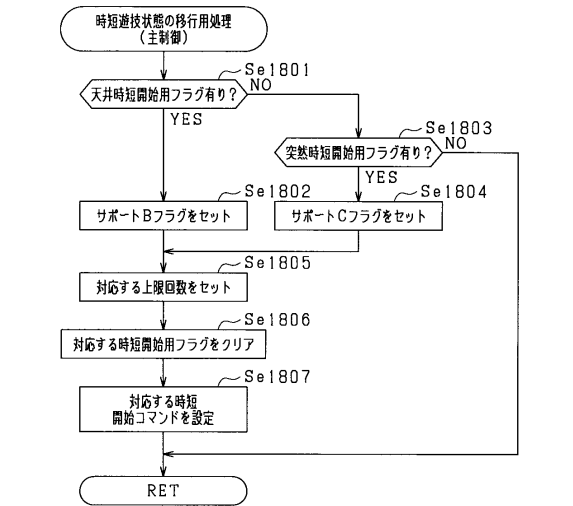 時短遊技状態の移行用処理
（主制御）
Se1801
天井時短開始用フラグ有り？
NO
YES
Se1803
突然時短開始用フラグ有り？
NO
YES
Se1802
サポートBフラグをセット
Se1804
サポートCフラグをセット
Se1805
対応する上限回数をセット
Se1806
対応する時短開始用フラグをクリア
Se1807
対応する時短
開始コマンドを設定
RET